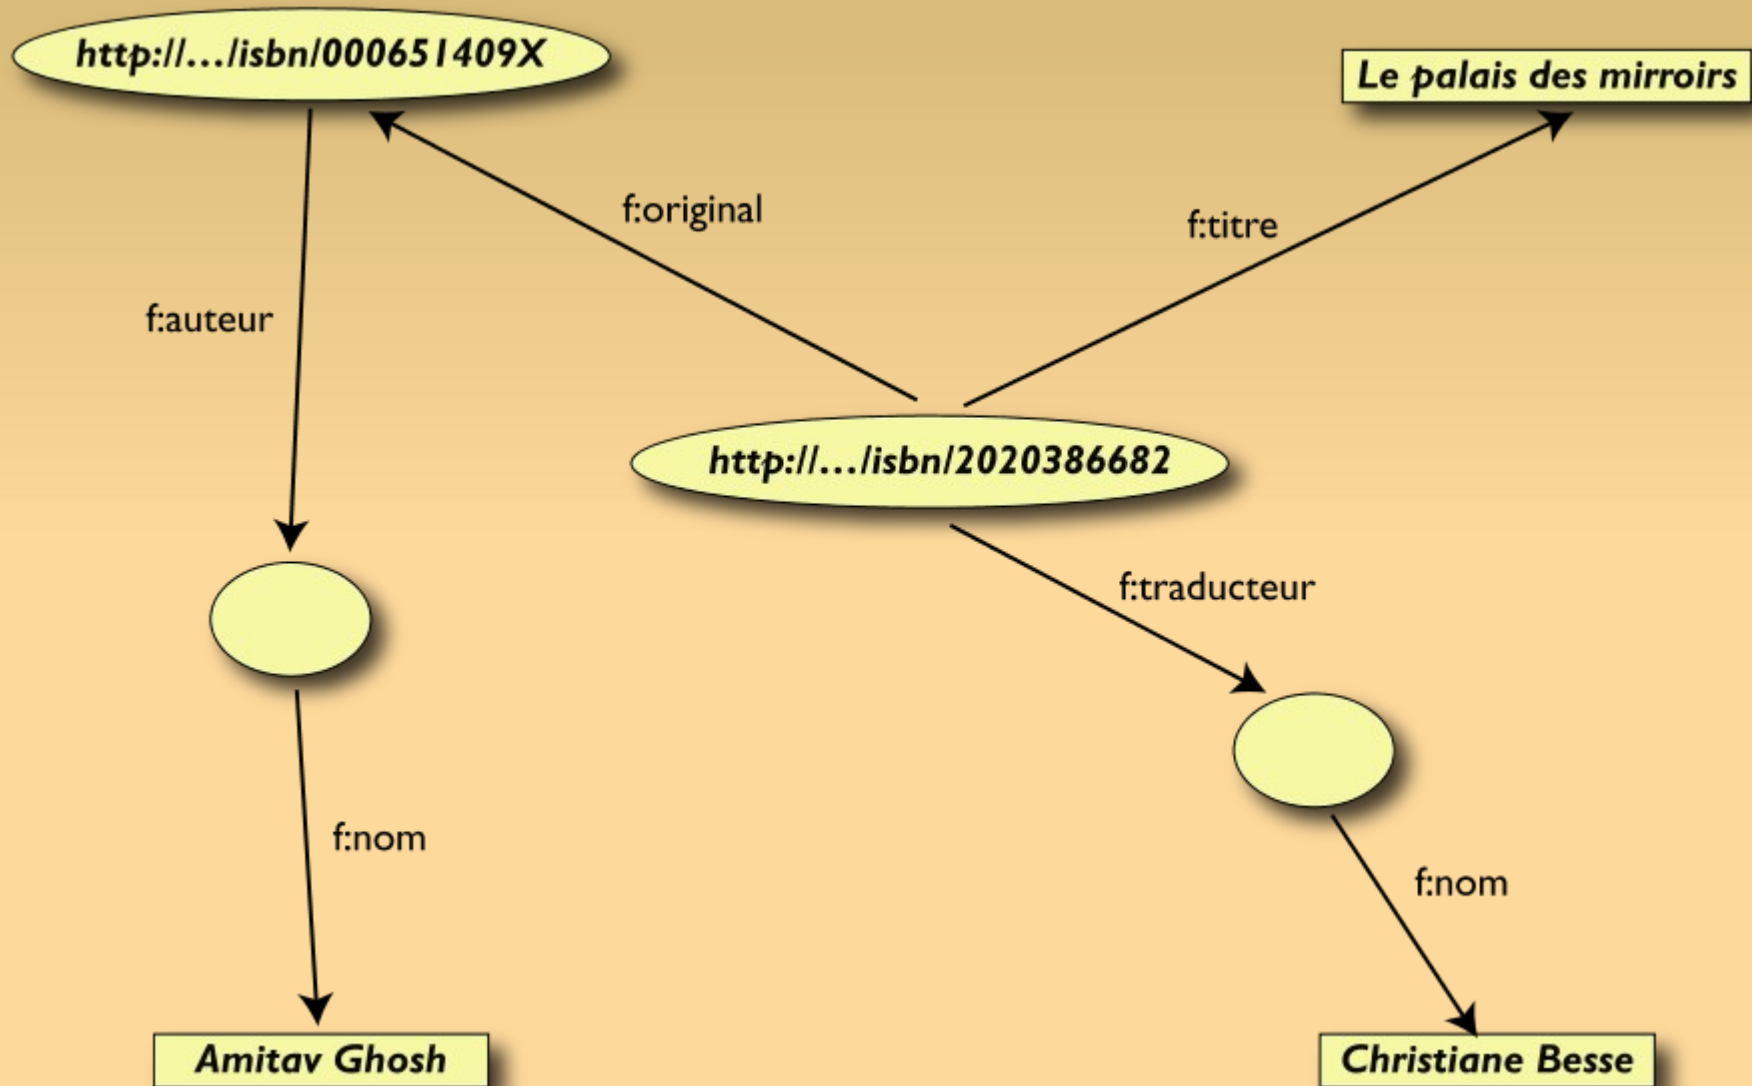 http://…/isbn/000651409X
Le palais des mirroirs
f:original
f:titre
f:auteur
http://…/isbn/2020386682
f:traducteur
f:nom
f:nom
Amitav Ghosh
Christiane Besse